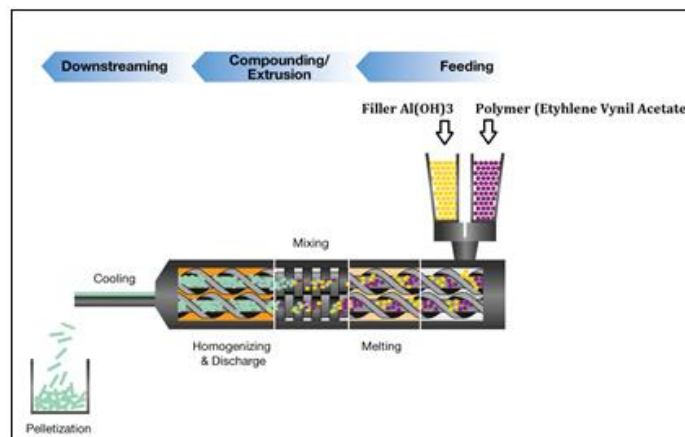 Downstreaming
Compounding/
Extrusion
Feeding
Filler Al(OH)3
Polymer (Etyhlene Vynil Acetate
Mixing
Cooling
Homogenizing
& Discharge
Melting
Pelletization